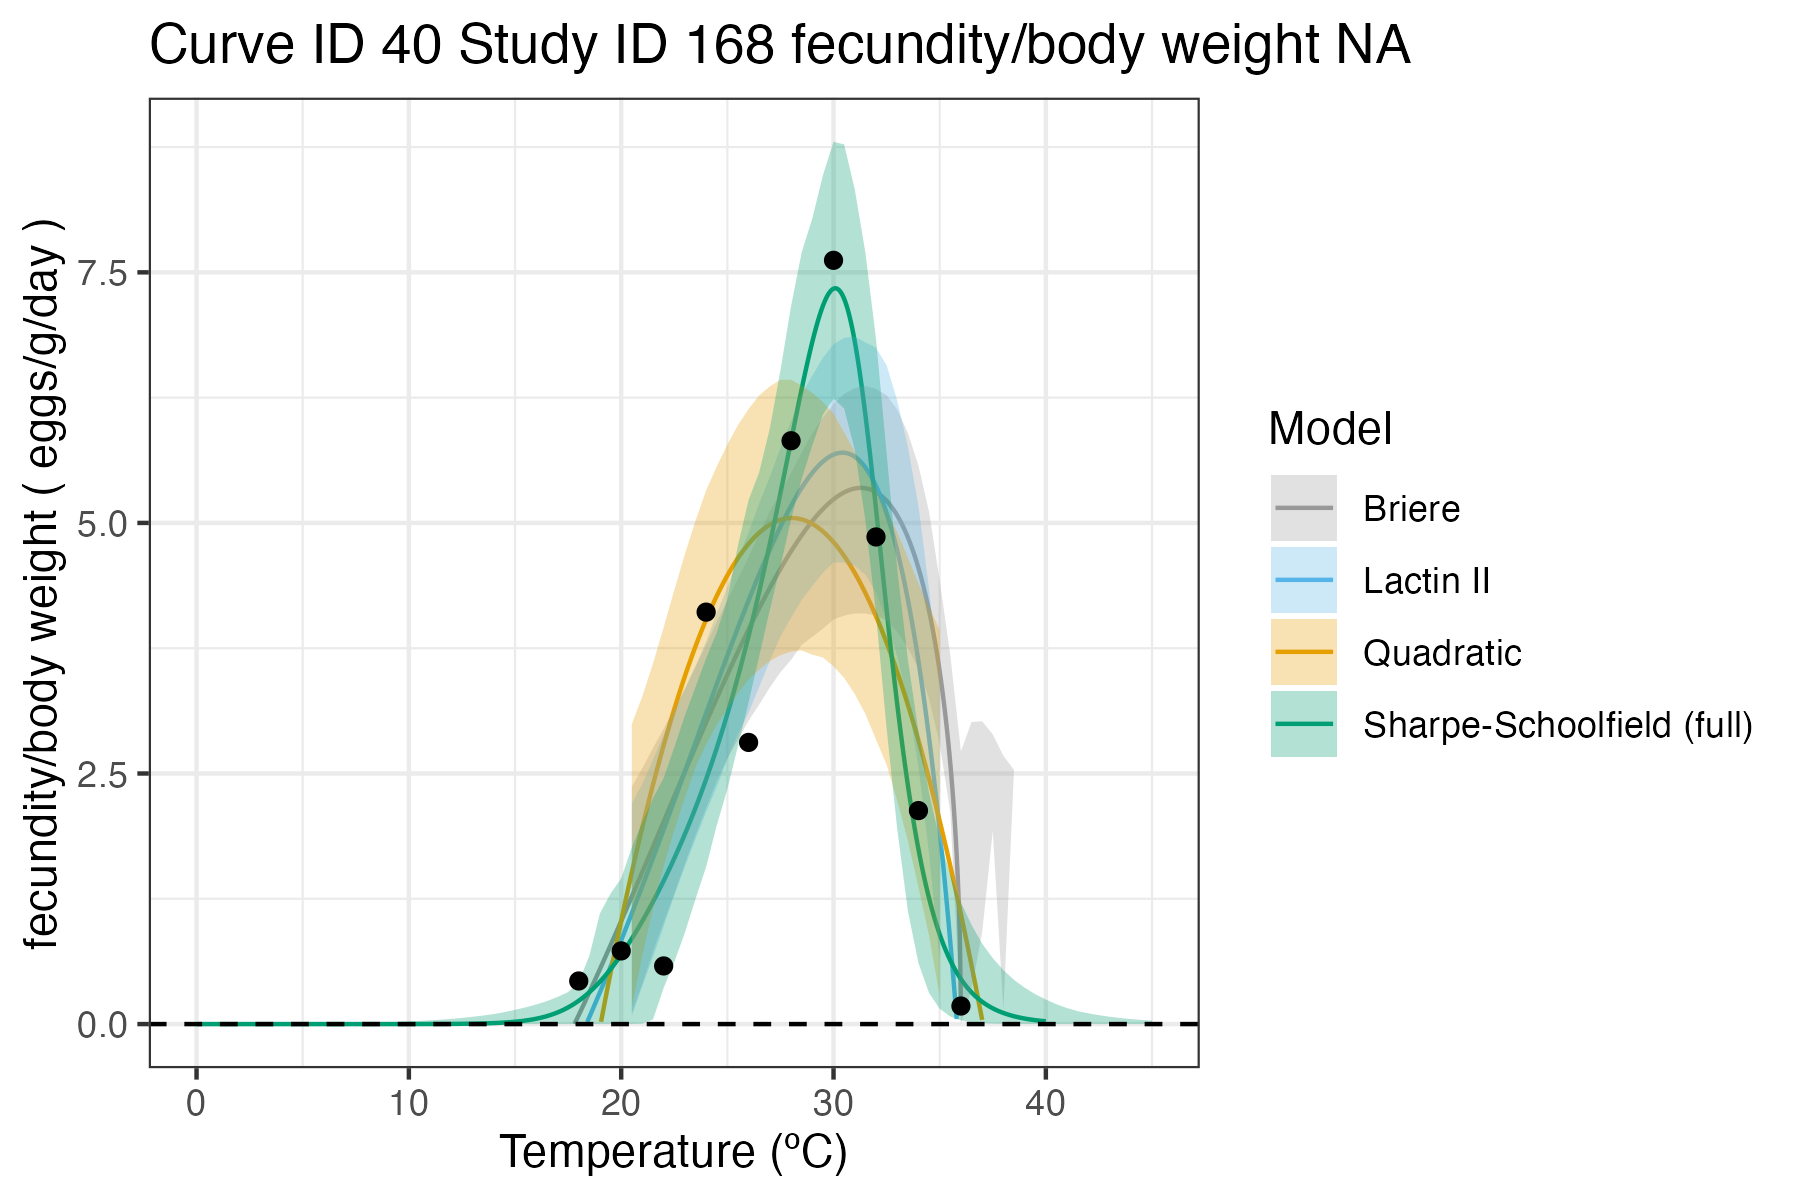 Curve ID 40 Study ID 168 fecundity/body weight NA
fecundity/body weight ( eggs/g/day )
7.5
5.0
2.5
0.0
0
10
20
30
40
Temperature (ºC)
Model
Briere
Lactin II
Quadratic
Sharpe-Schoolfield (full)